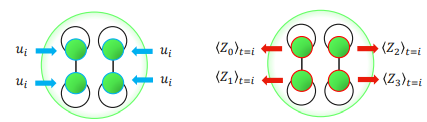 u_i u_i ⟨Z_0⟩_{t=i} ⟨Z_2⟩_{t=i}
u_i u_i ⟨Z_1⟩_{t=i} ⟨Z_3⟩_{t=i}